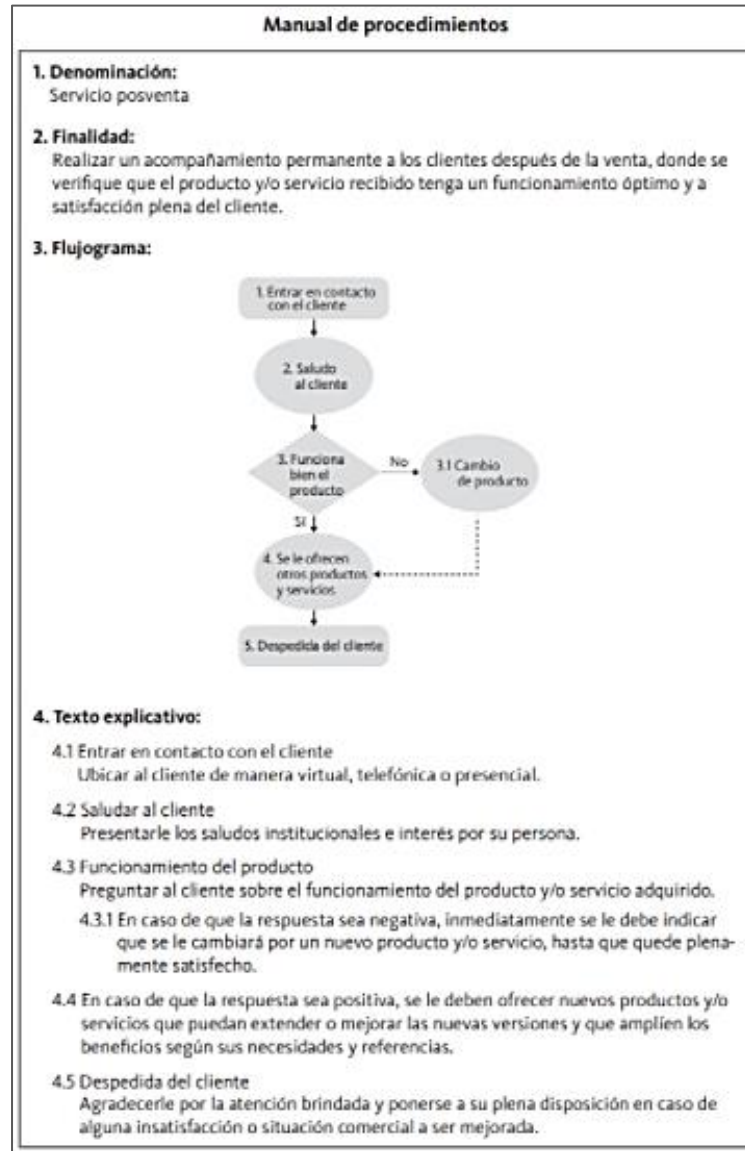 Manual de procedimientos
1. Denominación:
Servicio posventa
2. Finalidad:
Realizar un acompañamiento permanente a los clientes después de la venta, donde se
verifique que el producto y/o servicio recibido tenga un funcionamiento óptimo y a
satisfacción plena del cliente.
3. Flujograma:
1. Entrar en contacto
con el cliente
2. Saludo
al cliente
3. Funciona
bien el
producto
No
3.1 Cambio
de producto
Sí
4. Se le ofrecen
otros productos
y servicios
5. Despedida del cliente
4. Texto explicativo:
4.1 Entrar en contacto con el cliente
Ubicar al cliente de manera virtual, telefónica o presencial.
4.2 Saludar al cliente
Presentarle los saludos institucionales e interés por su persona.
4.3 Funcionamiento del producto
Preguntar al cliente sobre el funcionamiento del producto y/o servicio adquirido.
4.3.1 En caso de que la respuesta sea negativa, inmediatamente se le debe indicar
que se le cambiará por un nuevo producto y/o servicio, hasta que quede plena-
mente satisfecho.
4.4 En caso de que la respuesta sea positiva, se le deben ofrecer nuevos productos y/o
servicios que puedan extender o mejorar las nuevas versiones y que amplíen los
beneficios según sus necesidades y referencias.
4.5 Despedida del cliente
Agradecerle por la atención brindada y ponerse a su plena disposición en caso de
alguna insatisfacción o situación comercial a ser mejorada.